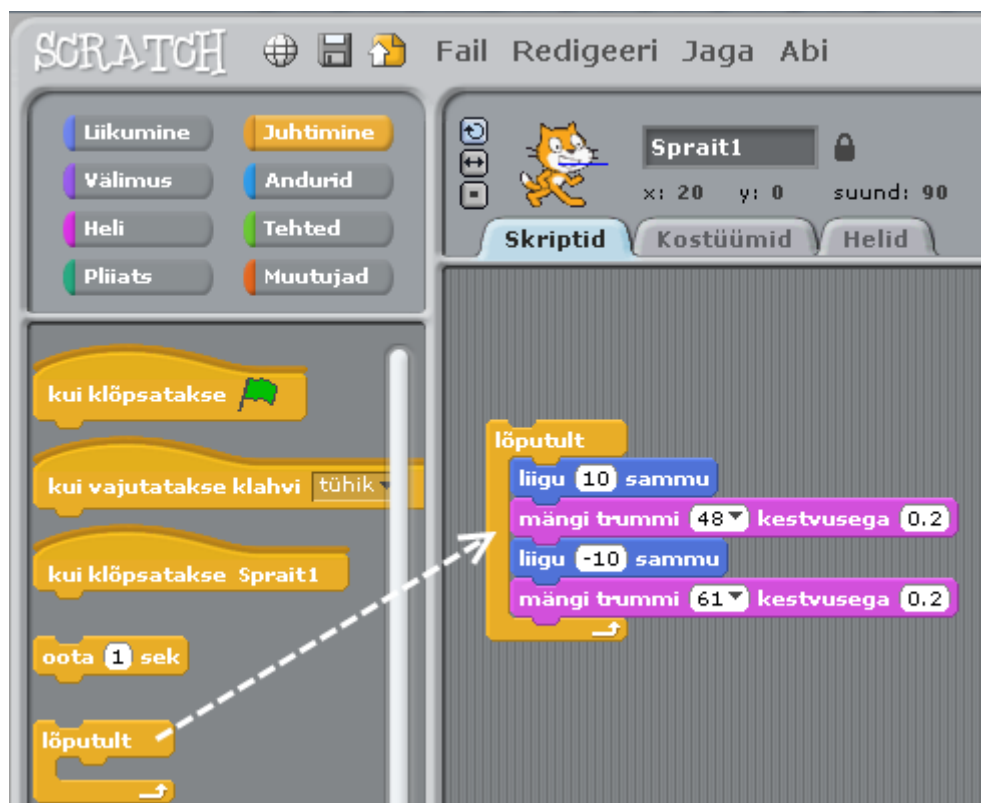 SCRATCH Fail Redigeeri Jaga Abi
Liikumine Juhtimine
Välimus Andurid
Heli Tehted
Pliiats Muutujad
Sprait1
x: 20 y: 0 suund: 90
Skriptid Kostüümid Helid
kui klõpsatakse
kui vajutatakse klahvi tühik
kui klõpsatakse Sprait1
oota 1 sek
lõputult
lõputult
liigu 10 sammu
mängi trummi 48 kestvusega 0.2
liigu -10 sammu
mängi trummi 61 kestvusega 0.2